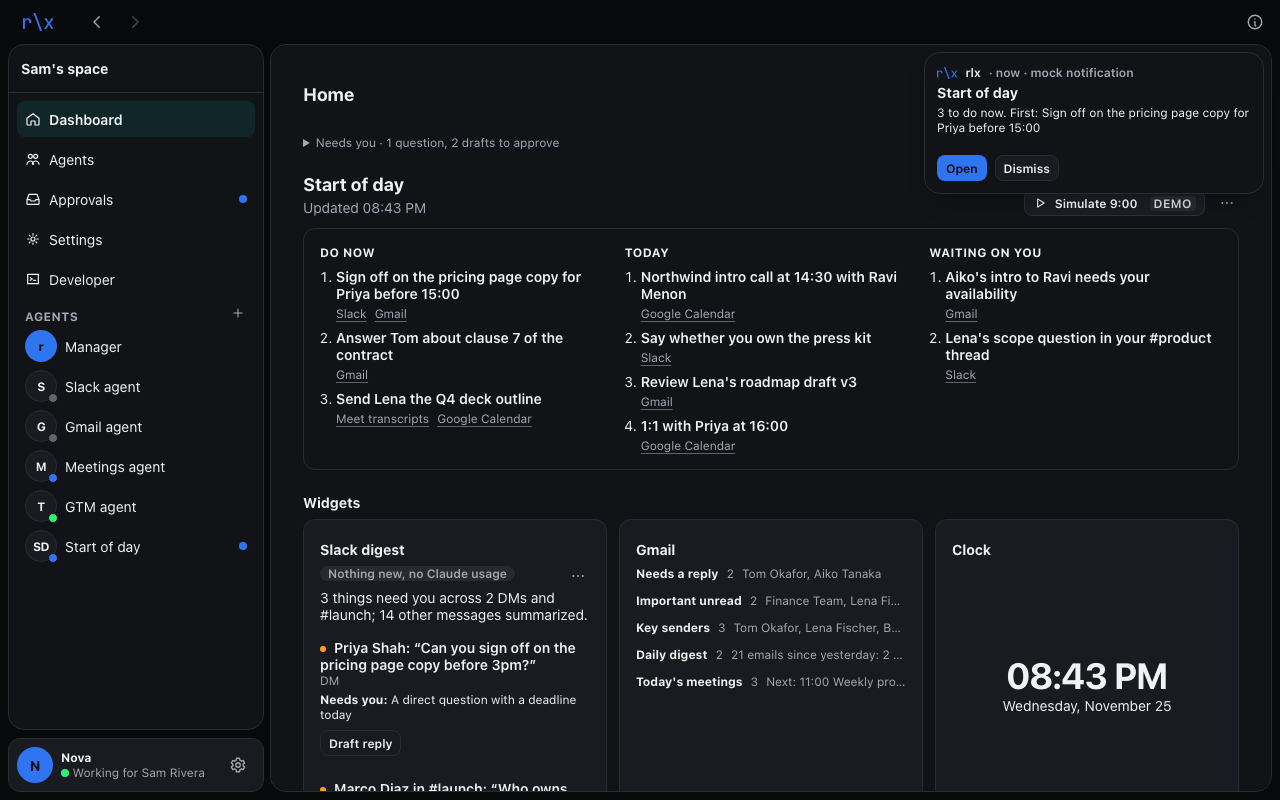 r\x
Sam's space
Dashboard
Agents
Approvals
Settings
Developer
AGENTS
r
Manager
S
Slack agent
G
Gmail agent
M
Meetings agent
T
GTM agent
SD
Start of day
N
Nova
Working for Sam Rivera
Home
Needs you · 1 question, 2 drafts to approve
Start of day
Updated 08:43 PM
r\x rlx · now · mock notification
Start of day
3 to do now. First: Sign off on the pricing page copy for
Priya before 15:00
Open
Dismiss
Simulate 9:00 DEMO
DO NOW
1. Sign off on the pricing page copy for
Priya before 15:00
Slack Gmail
2. Answer Tom about clause 7 of the
contract
Gmail
3. Send Lena the Q4 deck outline
Meet transcripts Google Calendar
TODAY
1. Northwind intro call at 14:30 with Ravi
Menon
Google Calendar
2. Say whether you own the press kit
Slack
3. Review Lena's roadmap draft v3
Gmail
4. 1:1 with Priya at 16:00
Google Calendar
WAITING ON YOU
1. Aiko's intro to Ravi needs your
availability
Gmail
2. Lena's scope question in your #product
thread
Slack
Widgets
Slack digest
Nothing new, no Claude usage
3 things need you across 2 DMs and
#launch; 14 other messages summarized.
Priya Shah: “Can you sign off on the
pricing page copy before 3pm?”
DM
Needs you: A direct question with a deadline
today
Draft reply
Marco Diaz in #launch: “Who owns
Gmail
Needs a reply 2 Tom Okafor, Aiko Tanaka
Important unread 2 Finance Team, Lena Fi...
Key senders 3 Tom Okafor, Lena Fischer, B...
Daily digest 2 21 emails since yesterday: 2 ...
Today's meetings 3 Next: 11:00 Weekly pro...
Clock
08:43 PM
Wednesday, November 25